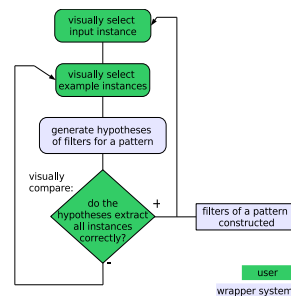 visually select
input instance
visually select
example instances
generate hypotheses
of filters for a pattern
visually
compare:
do the
hypotheses extract
all instances
correctly?
+
-
filters of a pattern
constructed
user
wrapper system